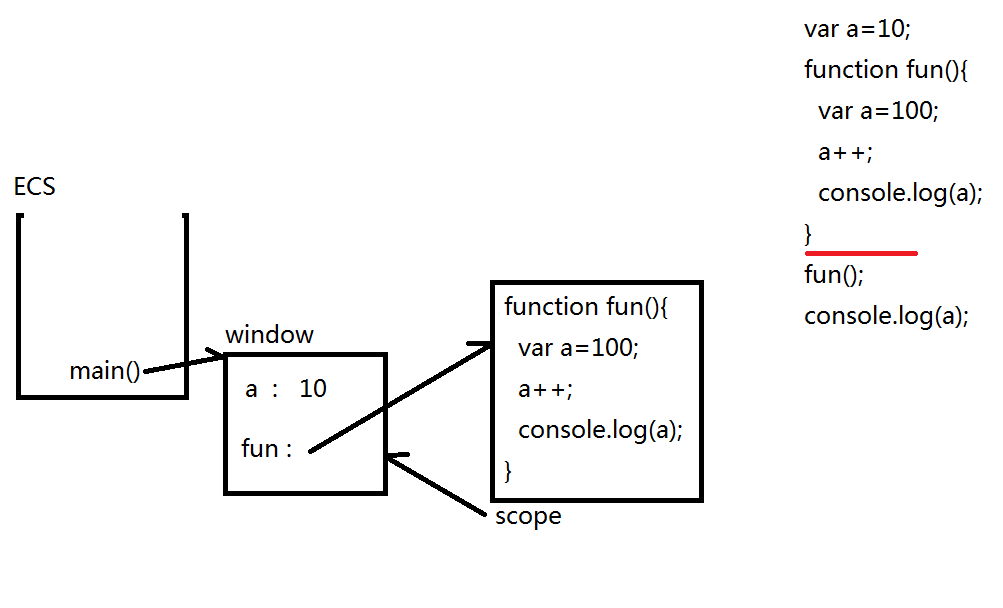 var a=10;
function fun(){
var a=100;
a++;
console.log(a);
}
fun();
console.log(a);
ECS
main()
window
a : 10
fun :
function fun(){
var a=100;
a++;
console.log(a);
}
scope